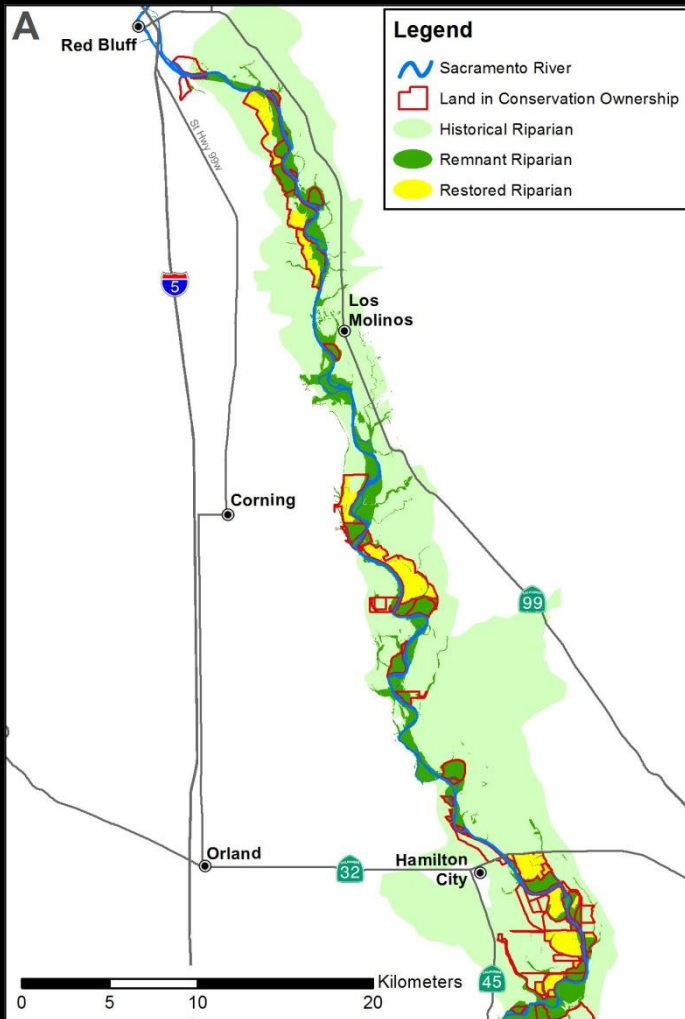 A
Red Bluff
Legend
Sacramento River
Land in Conservation Ownership
Historical Riparian
Remnant Riparian
Restored Riparian
St Hwy 99w
5
Los
Molinos
Corning
99
Orland
32
Hamilton
City
45
Kilometers
0 5 10 20